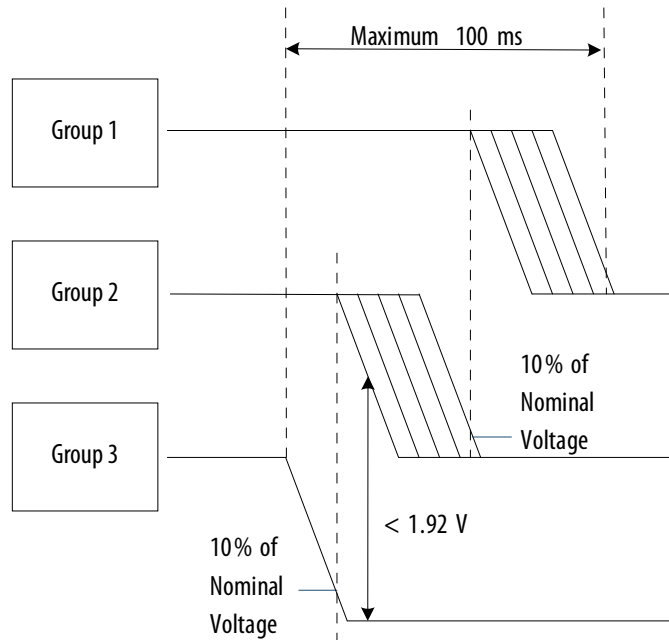 Maximum 100 ms
Group 1
Group 2
10% of
Nominal
Voltage
Group 3
< 1.92 V
10% of
Nominal
Voltage